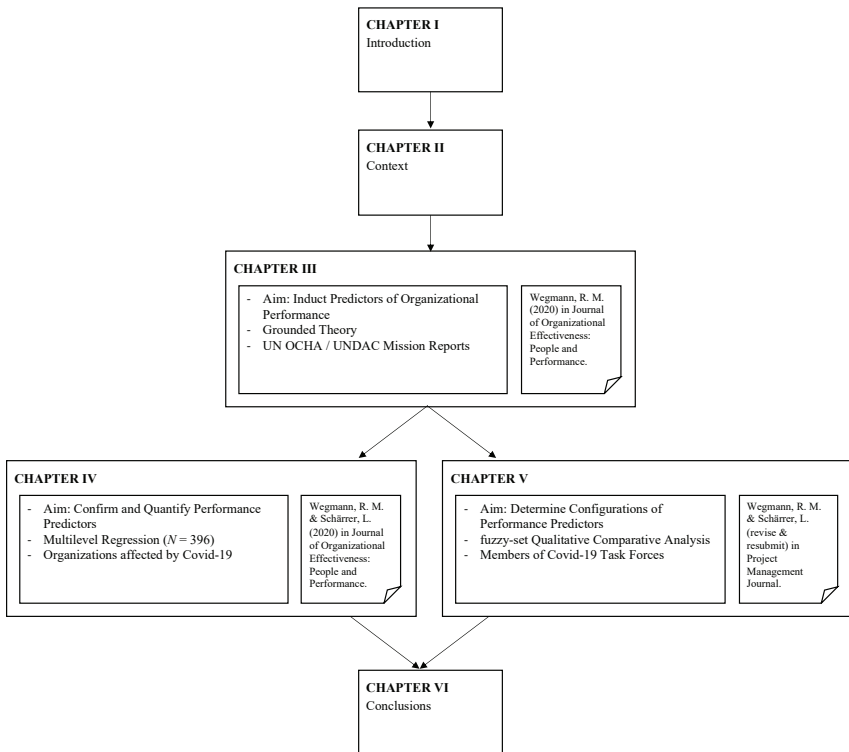 CHAPTER I
Introduction
CHAPTER II
Context
CHAPTER III
- Aim: Induct Predictors of Organizational
Performance
- Grounded Theory
- UN OCHA / UNDAC Mission Reports
Wegmann, R. M.
(2020) in Journal
of Organizational
Effectiveness:
People and
Performance.
CHAPTER IV
- Aim: Confirm and Quantify Performance
Predictors
- Multilevel Regression (N = 396)
- Organizations affected by Covid-19
Wegmann, R. M.
& Schärrer, L.
(2020) in Journal
of Organizational
Effectiveness:
People and
Performance.
CHAPTER V
- Aim: Determine Configurations of
Performance Predictors
- fuzzy-set Qualitative Comparative Analysis
- Members of Covid-19 Task Forces
Wegmann, R. M.
& Schärrer, L.
(revise &
resubmit) in
Project
Management
Journal.
CHAPTER VI
Conclusions